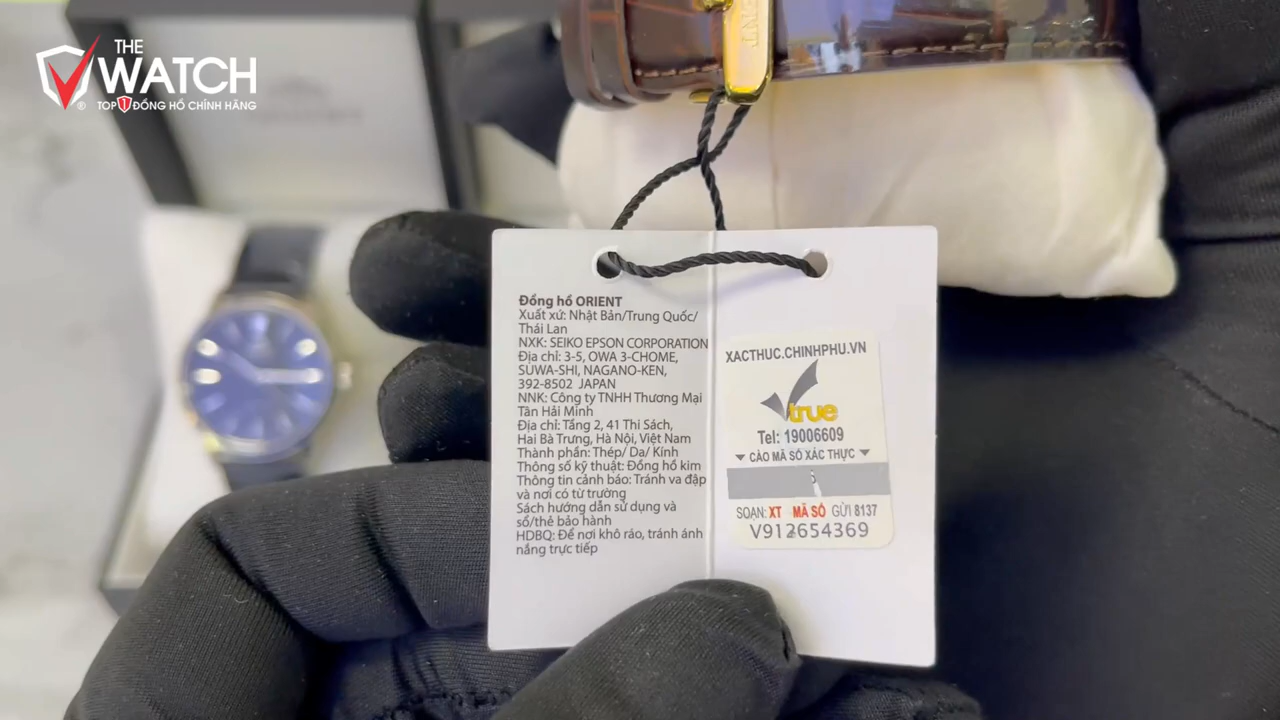 THE
WATCH
®
TOP 1 ĐỒNG HỒ CHÍNH HÃNG
Đồng hồ ORIENT
Xuất xứ: Nhật Bản/Trung Quốc/
Thái Lan
NXK: SEIKO EPSON CORPORATION
Địa chỉ: 3-5, OWA 3-CHOME,
SUWA-SHI, NAGANO-KEN,
392-8502 JAPAN
NNK: Công ty TNHH Thương Mại
Tân Hải Minh
Địa chỉ: Tầng 2, 41 Thi Sách,
Hai Bà Trưng, Hà Nội, Việt Nam
Thành phần: Thép/ Da/ Kính
Thông số kỹ thuật: Đồng hồ kim
Thông tin cảnh báo: Tránh va đập
và nơi có từ trường
Sách hướng dẫn sử dụng và
sổ/thẻ bảo hành
HDBQ: Để nơi khô ráo, tránh ánh
nắng trực tiếp
XACTHUC.CHINHPHU.VN
true
Tel: 19006609
CÀO MÃ SỐ XÁC THỰC
SOẠN: XT MÃ SỐ GỬI 8137
V912654369